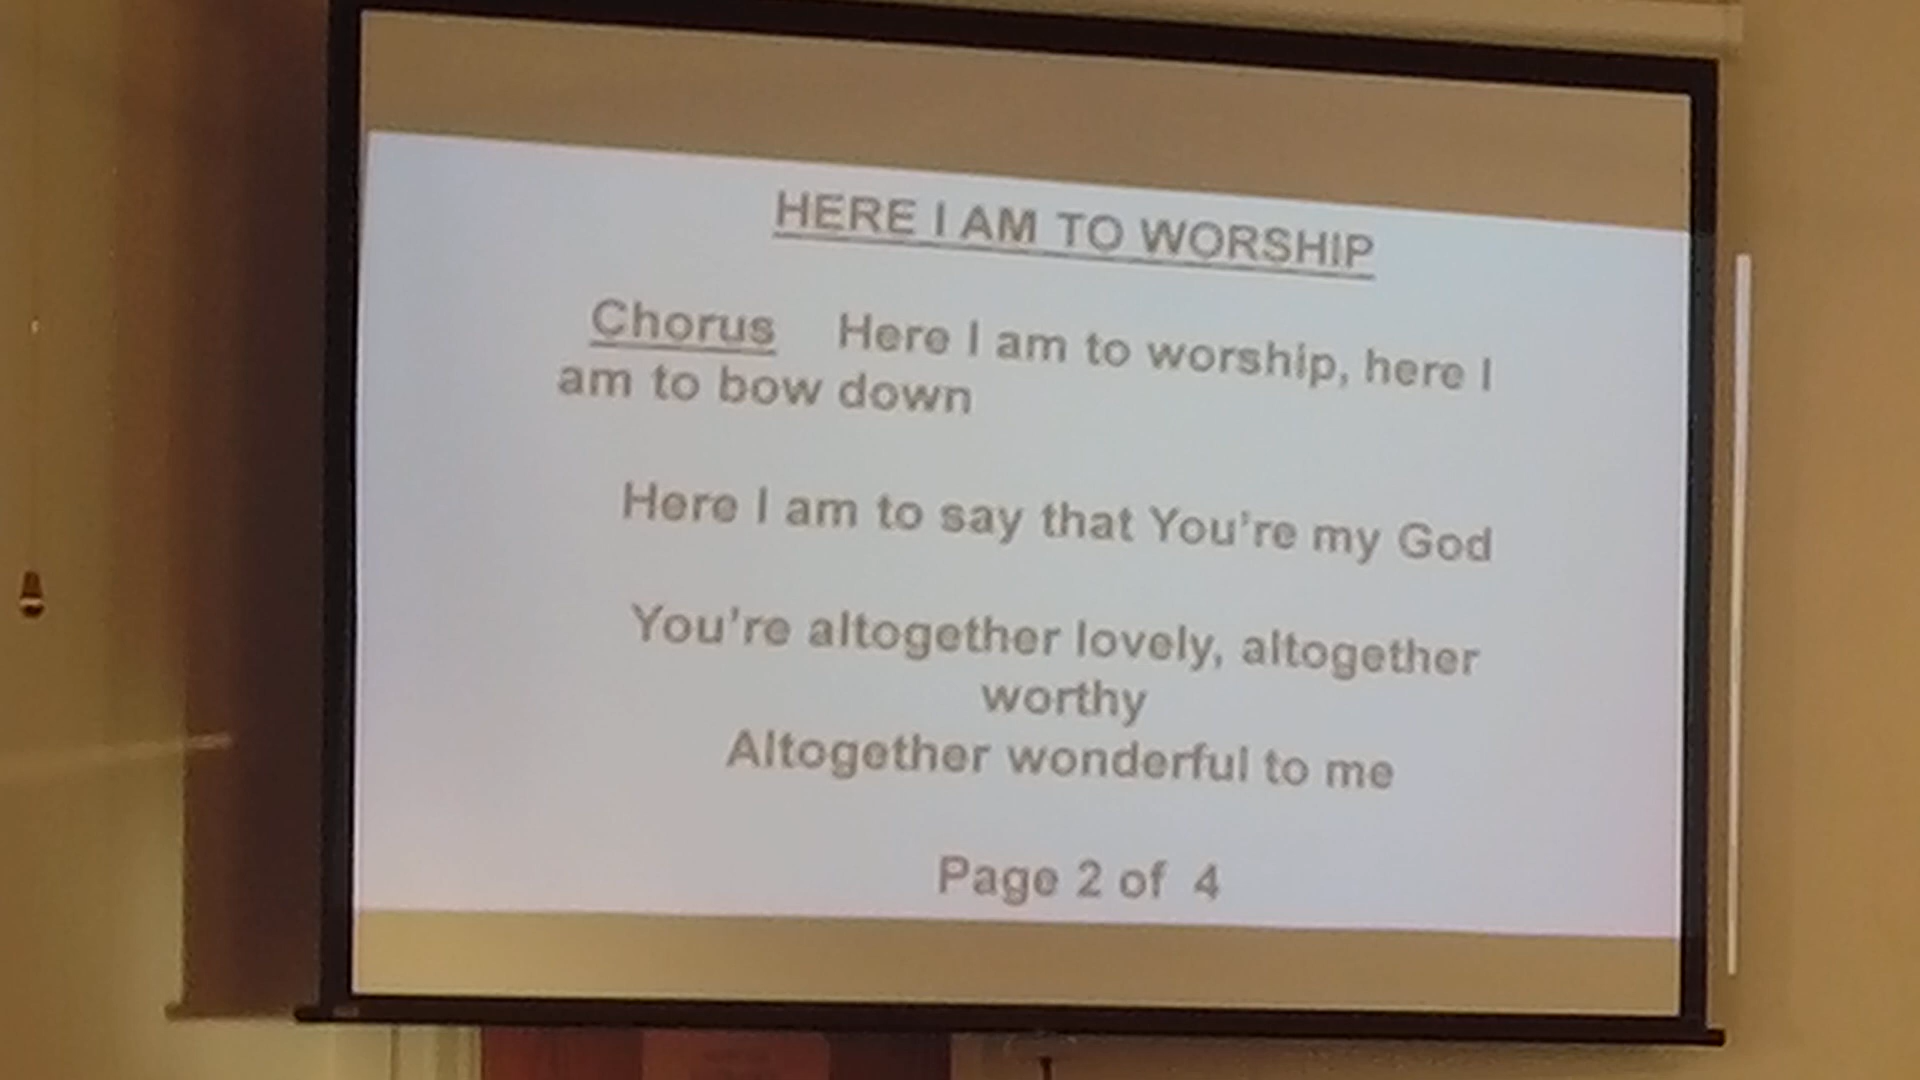 HERE I AM TO WORSHIP
Chorus Here I am to worship, here I
am to bow down
Here I am to say that You're my God
You're altogether lovely, altogether
worthy
Altogether wonderful to me
Page 2 of 4